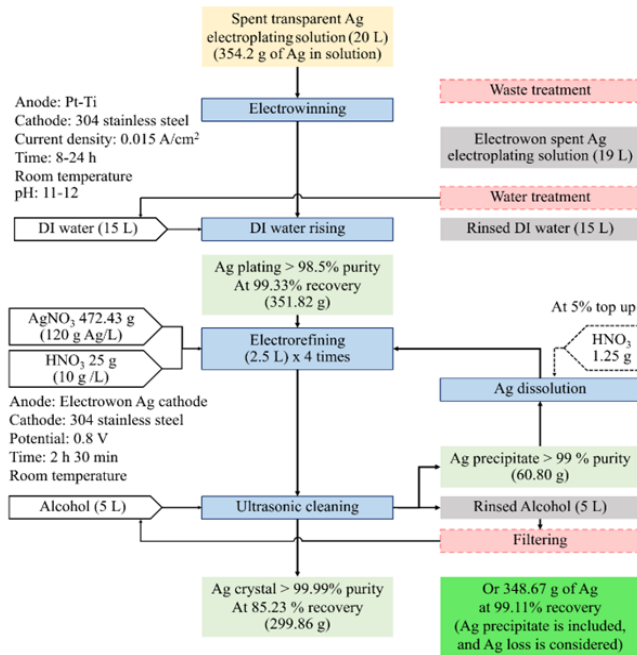 Spent transparent Ag
electroplating solution (20 L)
(354.2 g of Ag in solution)
Anode: Pt-Ti
Cathode: 304 stainless steel
Current density: 0.015 A/cm²
Time: 8-24 h
Room temperature
pH: 11-12
Electrowinning
Waste treatment
Electrowon spent Ag
electroplating solution (19 L)
Water treatment
DI water (15 L)
DI water rising
Rinsed DI water (15 L)
Ag plating > 98.5% purity
At 99.33% recovery
(351.82 g)
AgNO₃ 472.43 g
(120 g Ag/L)
HNO₃ 25 g
(10 g /L)
Electrorefining
(2.5 L) x 4 times
At 5% top up
HNO₃
1.25 g
Ag dissolution
Anode: Electrowon Ag cathode
Cathode: 304 stainless steel
Potential: 0.8 V
Time: 2 h 30 min
Room temperature
Ag precipitate > 99 % purity
(60.80 g)
Alcohol (5 L)
Ultrasonic cleaning
Rinsed Alcohol (5 L)
Filtering
Ag crystal > 99.99% purity
At 85.23 % recovery
(299.86 g)
Or 348.67 g of Ag
at 99.11% recovery
(Ag precipitate is included,
and Ag loss is considered)